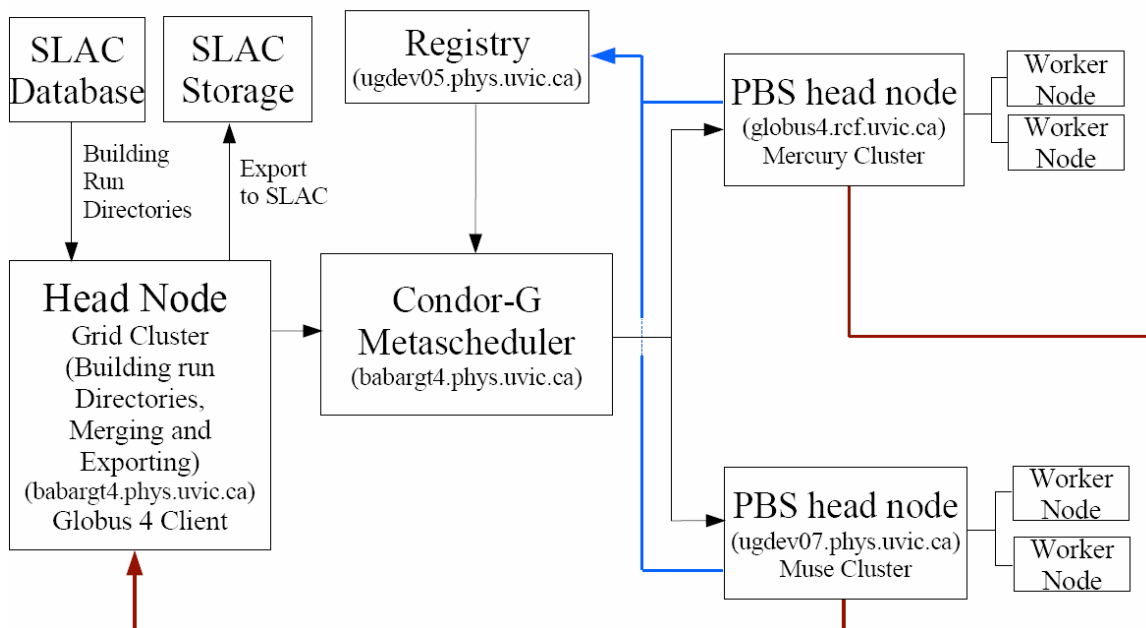 SLAC
Database
SLAC
Storage
Registry
(ugdev05.phys.uvic.ca)
PBS head node
(globus4.rcf.uvic.ca)
Mercury Cluster
Worker
Node
Worker
Node
Building
Run
Directories
Export
to SLAC
Head Node
Grid Cluster
(Building run
Directories,
Merging and
Exporting)
(babargt4.phys.uvic.ca)
Globus 4 Client
Condor-G
Metascheduler
(babargt4.phys.uvic.ca)
PBS head node
(ugdev07.phys.uvic.ca)
Muse Cluster
Worker
Node
Worker
Node